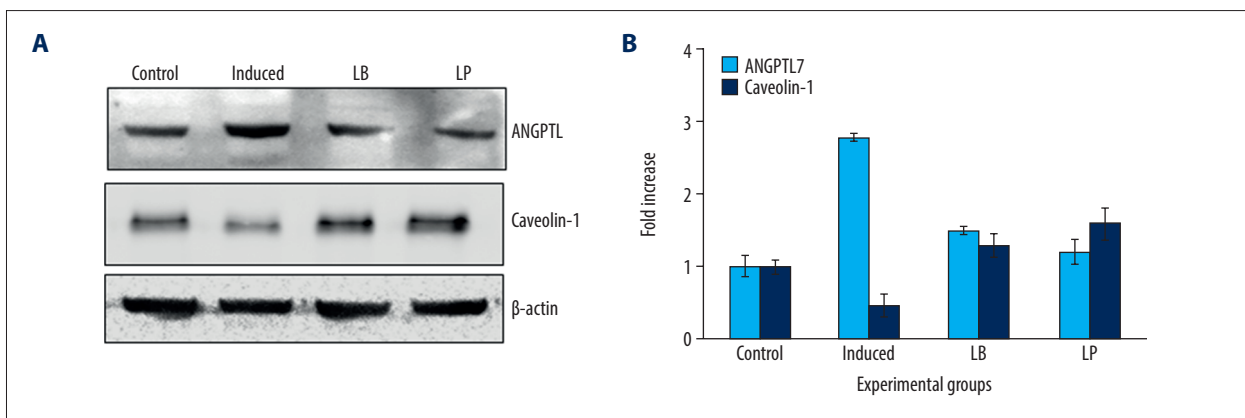 A
Control Induced LB LP
ANGPTL
Caveolin-1
β-actin
B
4
3
2
1
0
Fold increase
ANGPTL7
Caveolin-1
Control Induced LB LP
Experimental groups